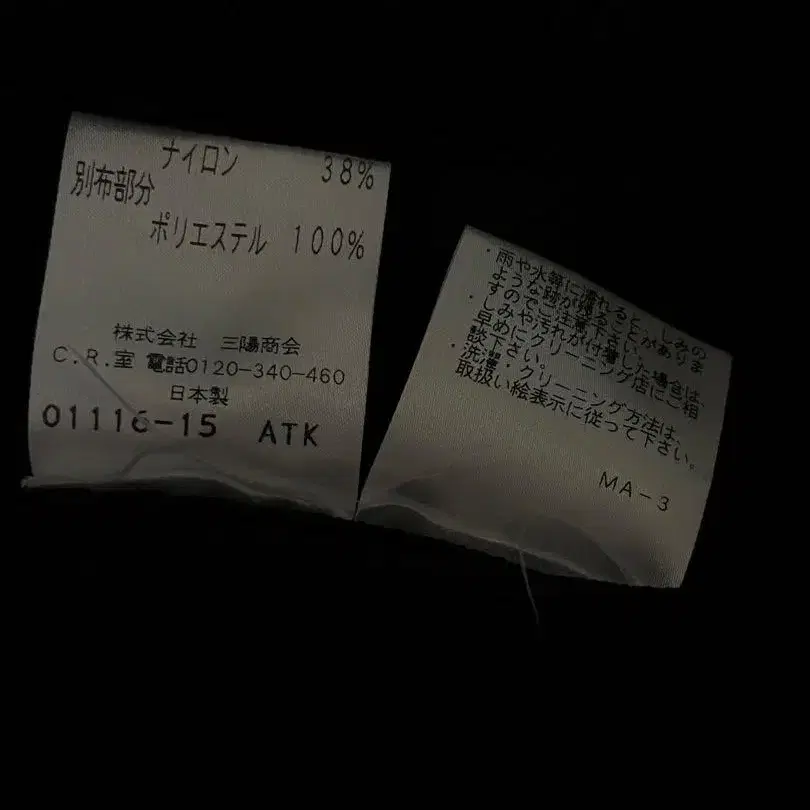 ナイロン 38%
別布部分
ポリエステル 100%
株式会社 三陽商会
C.R.室 電話0120-340-460
日本製
01116-15 ATK
・雨や水等に濡れると、しみの
ような跡が残ることがありま
すのでご注意下さい。
・しみや汚れが付着した場合は、
早めにクリーニング店にご相
談下さい。
・洗濯・クリーニング方法は、
取扱い絵表示に従って下さい。
MA-3